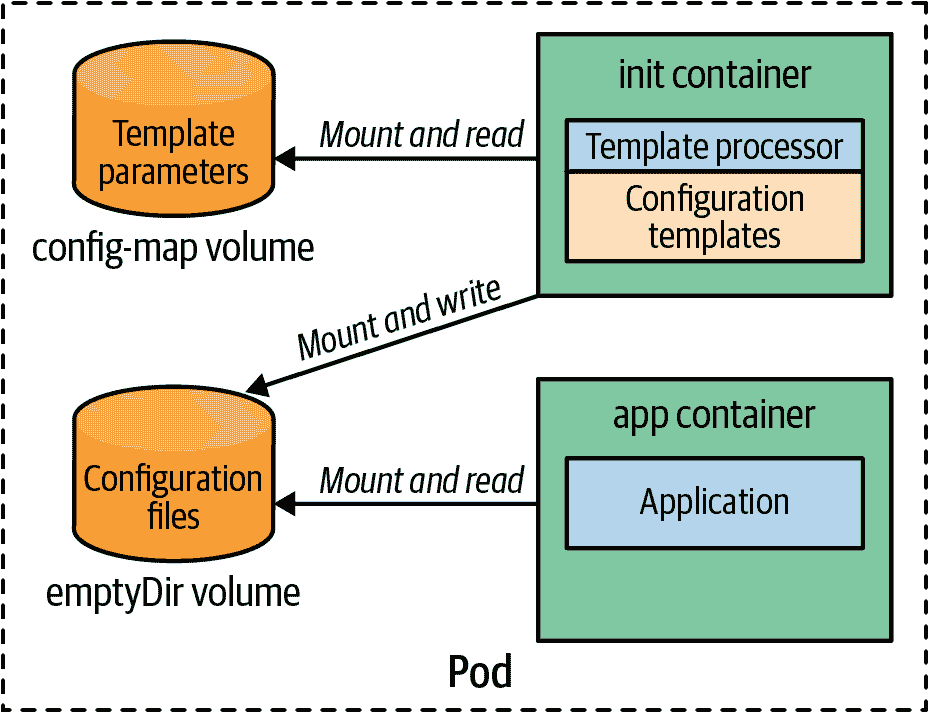 Template
parameters
config-map volume
Mount and read
init container
Template processor
Configuration
templates
Mount and write
Configuration
files
emptyDir volume
Mount and read
app container
Application
Pod